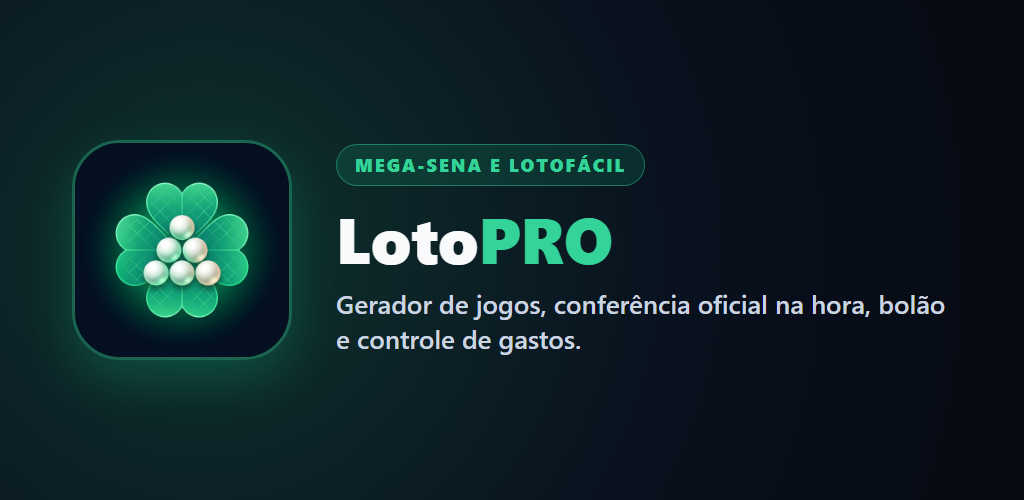 MEGA-SENA E LOTOFÁCIL
LotoPRO
Gerador de jogos, conferência oficial na hora, bolão
e controle de gastos.